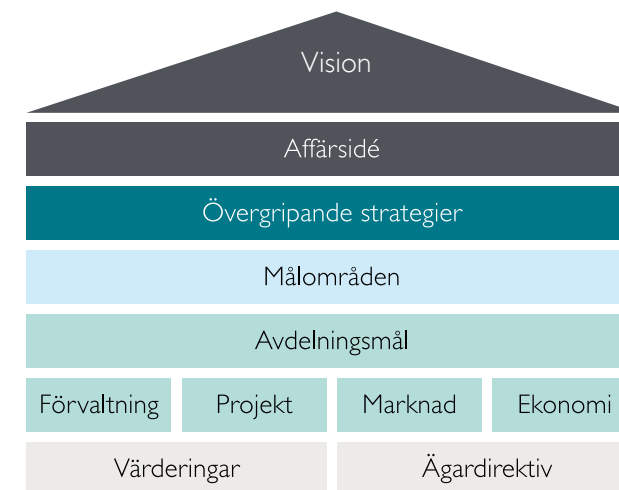 Vision
Affärsidé
Övergripande strategier
Målområden
Avdelningsmål
Förvaltning Projekt Marknad Ekonomi
Värderingar Ägardirektiv